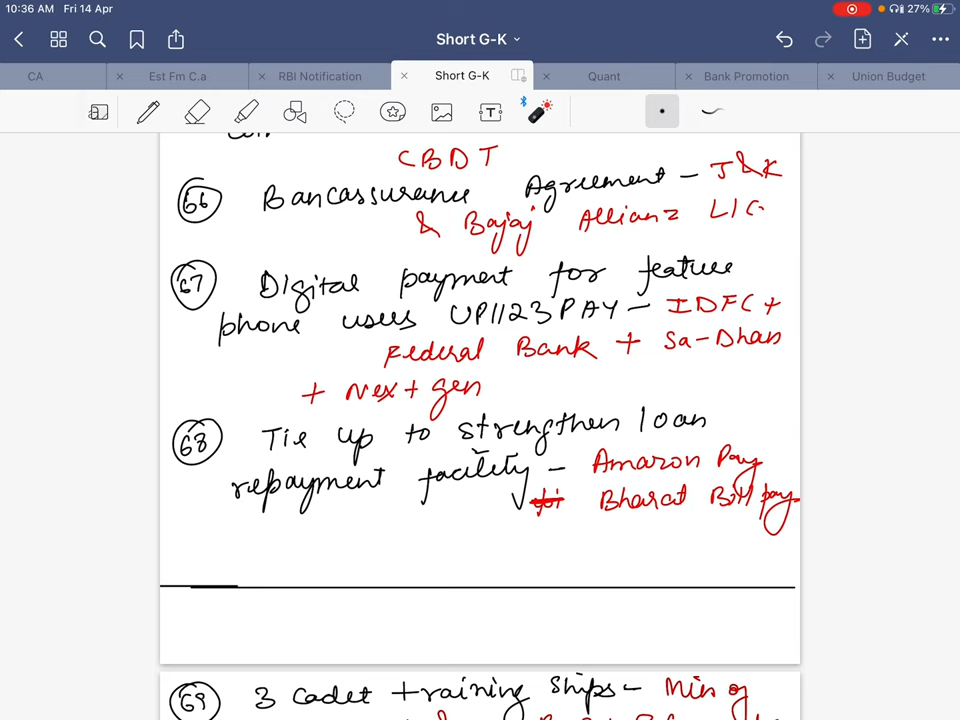 10:36 AM Fri 14 Apr
27%
Short G-K
CA
Est Fm C.a
RBI Notification
Short G-K
Quant
Bank Promotion
Union Budget
CBDT
66 Bancassurance Agreement - J&K
& Bajaj Allianz LIC
67 Digital payment for feature
phone uses UPI123PAY - IDFC +
Federal Bank + Sa-Dhan
+ Nex+gen
68 Tie up to strengthen loan
repayment facility - Amazon Pay
Bharat Bill pay
69 3 Cadet training Ships - Min of